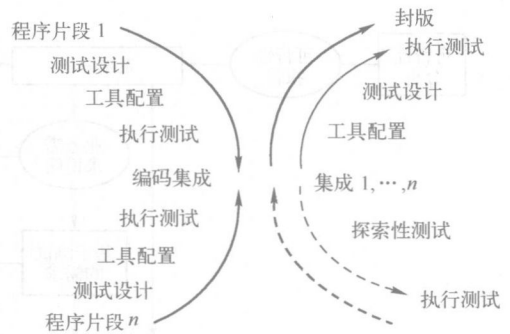 程序片段 1
测试设计
工具配置
执行测试
编码集成
执行测试
工具配置
测试设计
程序片段 n
封版
执行测试
测试设计
工具配置
集成 1,…,n
探索性测试
执行测试